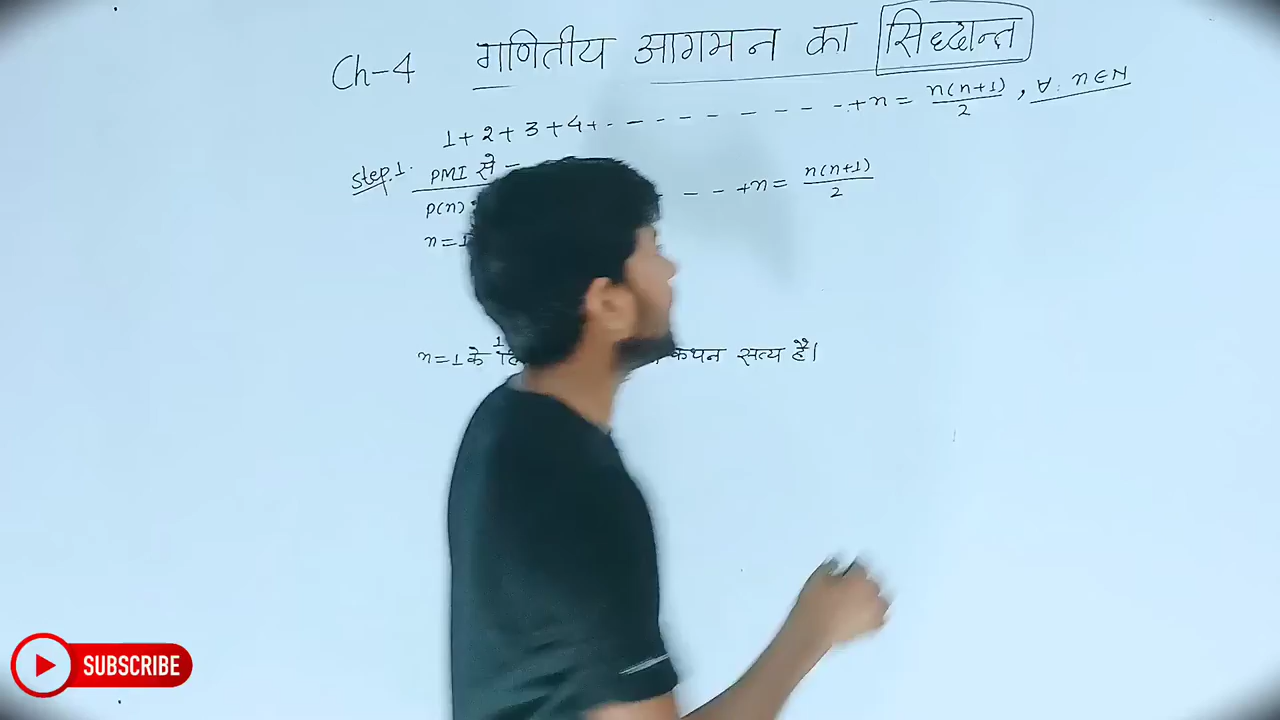 Ch-4 गणितीय आगमन का सिद्धान्त
1+2+3+4+.-------.+n = n(n+1)/2 , ∀. n∈N
step.1. PMI से -
P(n) - -- +n = n(n+1)/2
n=1
n=1 के कथन सत्य है।
SUBSCRIBE